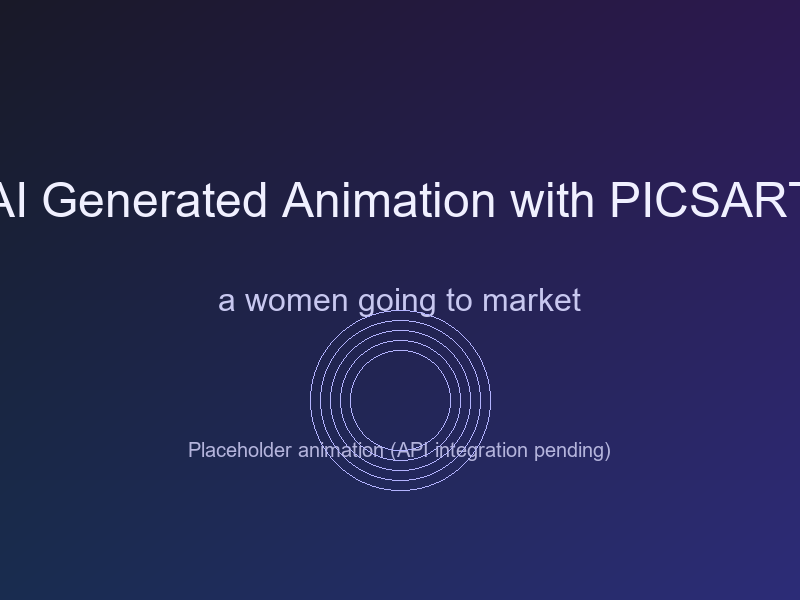 AI Generated Animation with PICSART
a women going to market
Placeholder animation (API integration pending)